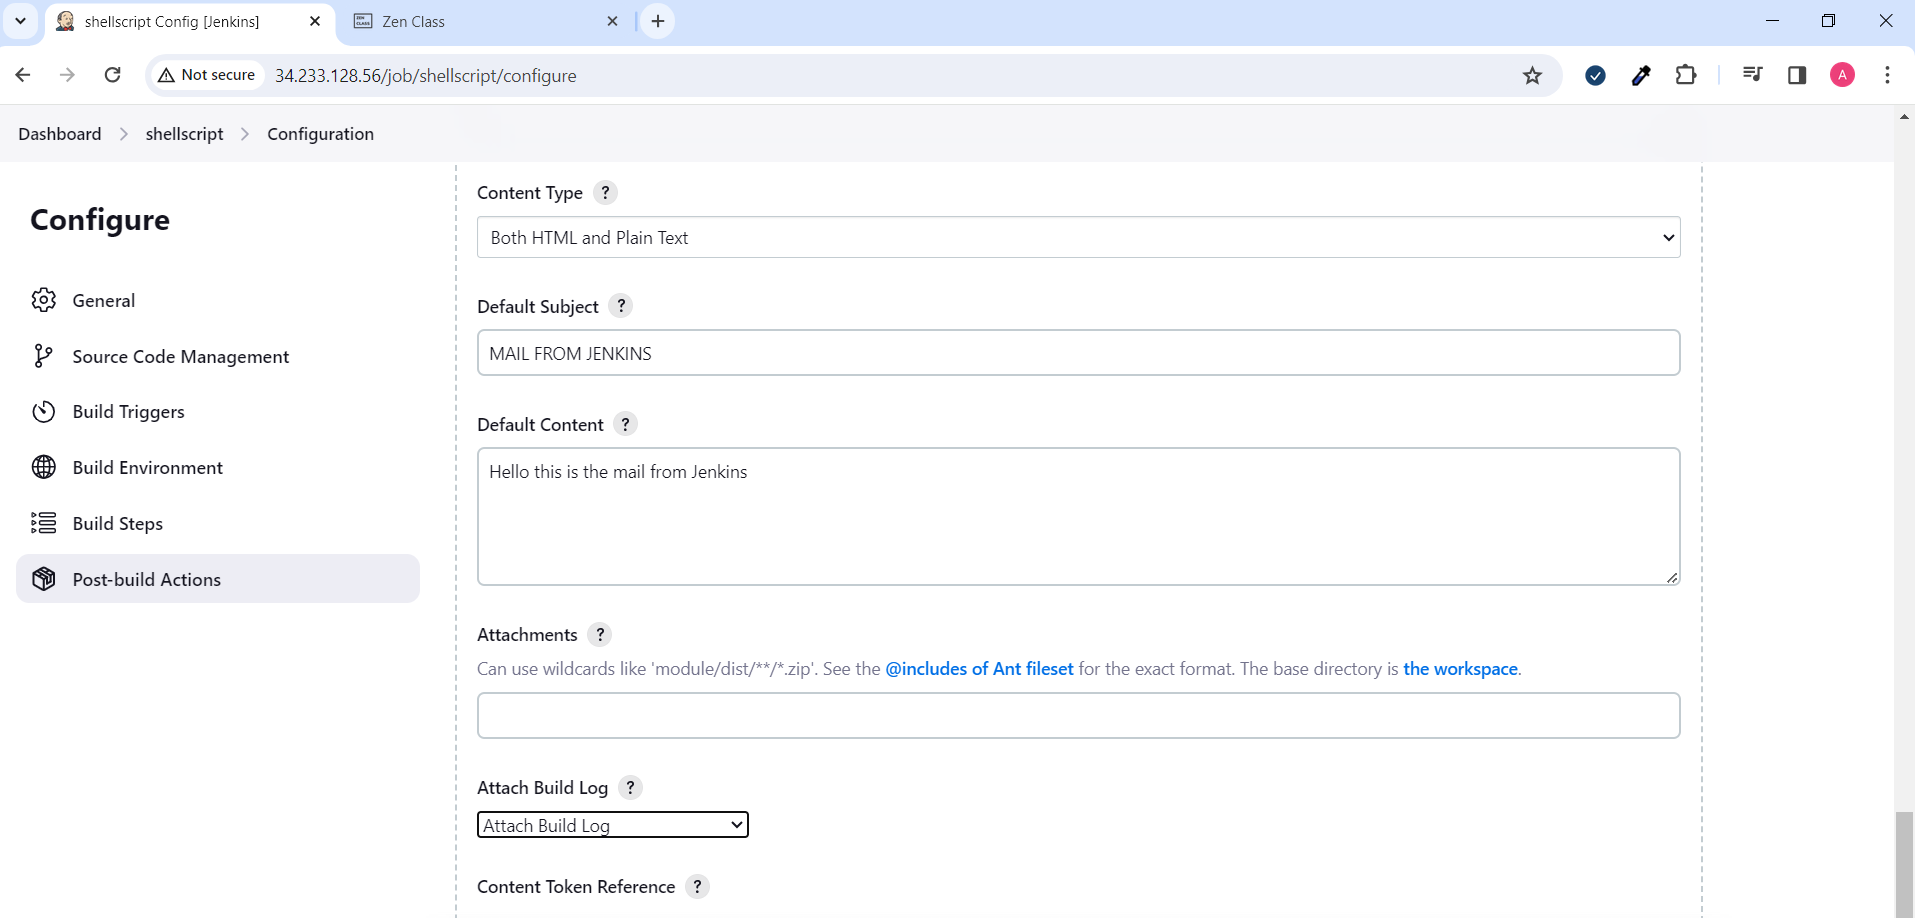 shellscript Config [Jenkins]
Zen Class
Not secure
34.233.128.56/job/shellscript/configure
A
Dashboard
shellscript
Configuration
Configure
General
Source Code Management
Build Triggers
Build Environment
Build Steps
Post-build Actions
Content Type ?
Both HTML and Plain Text
Default Subject ?
MAIL FROM JENKINS
Default Content ?
Hello this is the mail from Jenkins
Attachments ?
Can use wildcards like 'module/dist/**/*.zip'. See the @includes of Ant fileset for the exact format. The base directory is the workspace.
Attach Build Log ?
Attach Build Log
Content Token Reference ?